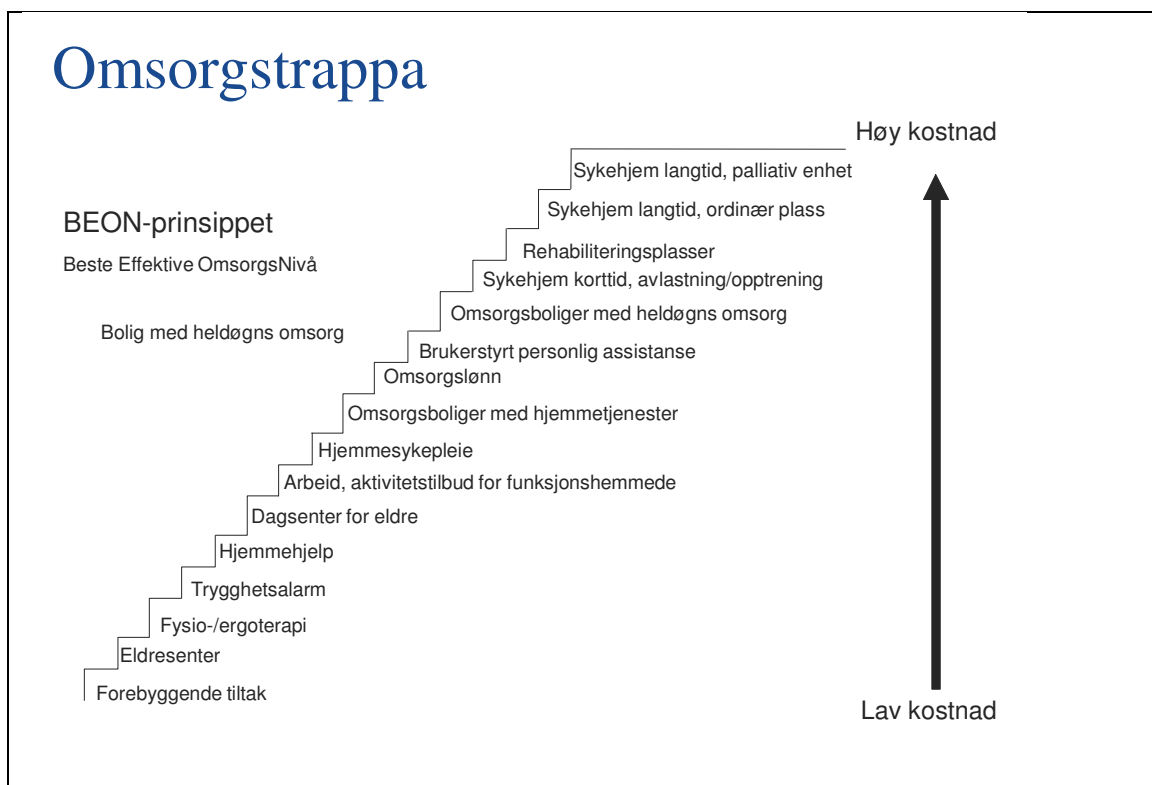 Omsorgstrappa
Høy kostnad
Sykehjem langtid, palliativ enhet
Sykehjem langtid, ordinær plass
BEON-prinsippet
Rehabiliteringsplasser
Beste Effektive OmsorgsNivå
Sykehjem korttid, avlastning/opptrening
Omsorgsboliger med heldøgns omsorg
Bolig med heldøgns omsorg
Brukerstyrt personlig assistanse
Omsorgslønn
Omsorgsboliger med hjemmetjenester
Hjemmesykepleie
Arbeid, aktivitetstilbud for funksjonshemmede
Dagsenter for eldre
Hjemmehjelp
Trygghetsalarm
Fysio-/ergoterapi
Eldresenter
Forebyggende tiltak
Lav kostnad